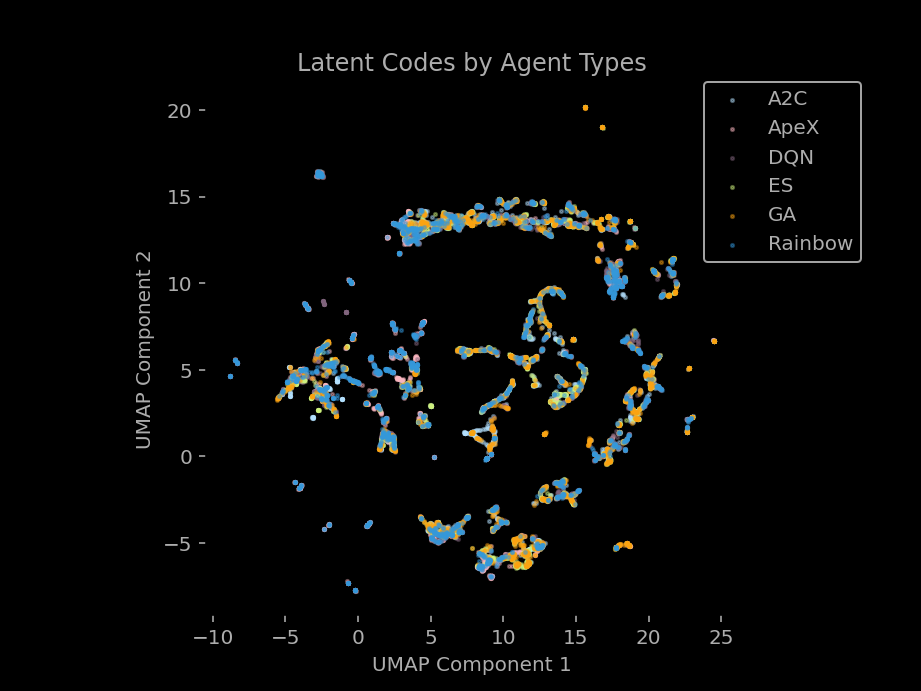 Latent Codes by Agent Types
A2C
ApeX
DQN
ES
GA
Rainbow
20
15
10
5
0
−5
UMAP Component 2
−10
−5
0
5
10
15
20
25
UMAP Component 1